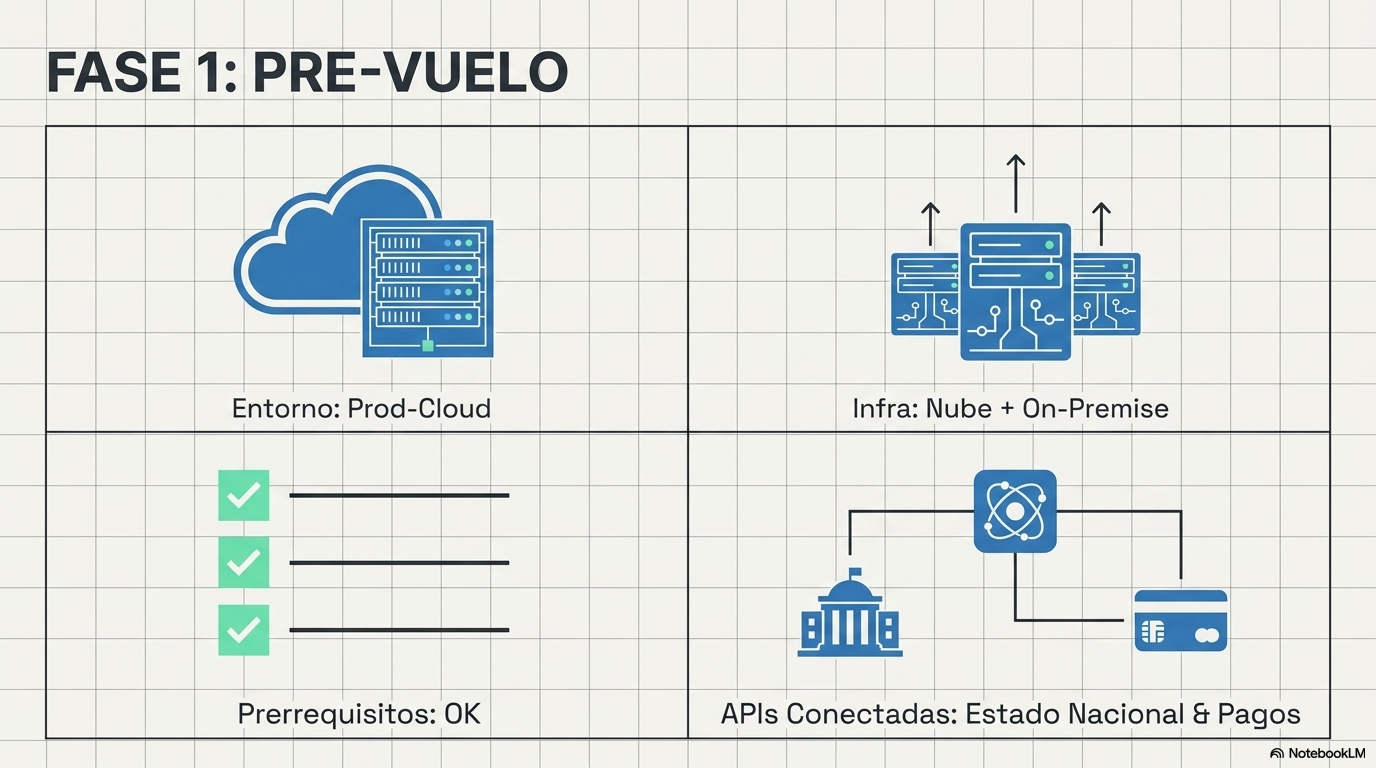 FASE 1: PRE-VUELO
Entorno: Prod-Cloud
Infra: Nube + On-Premise
Prerrequisitos: OK
APIs Conectadas: Estado Nacional & Pagos
NotebookLM